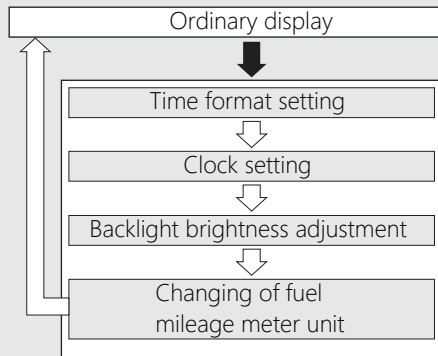 Ordinary display
Time format setting
Clock setting
Backlight brightness adjustment
Changing of fuel
mileage meter unit